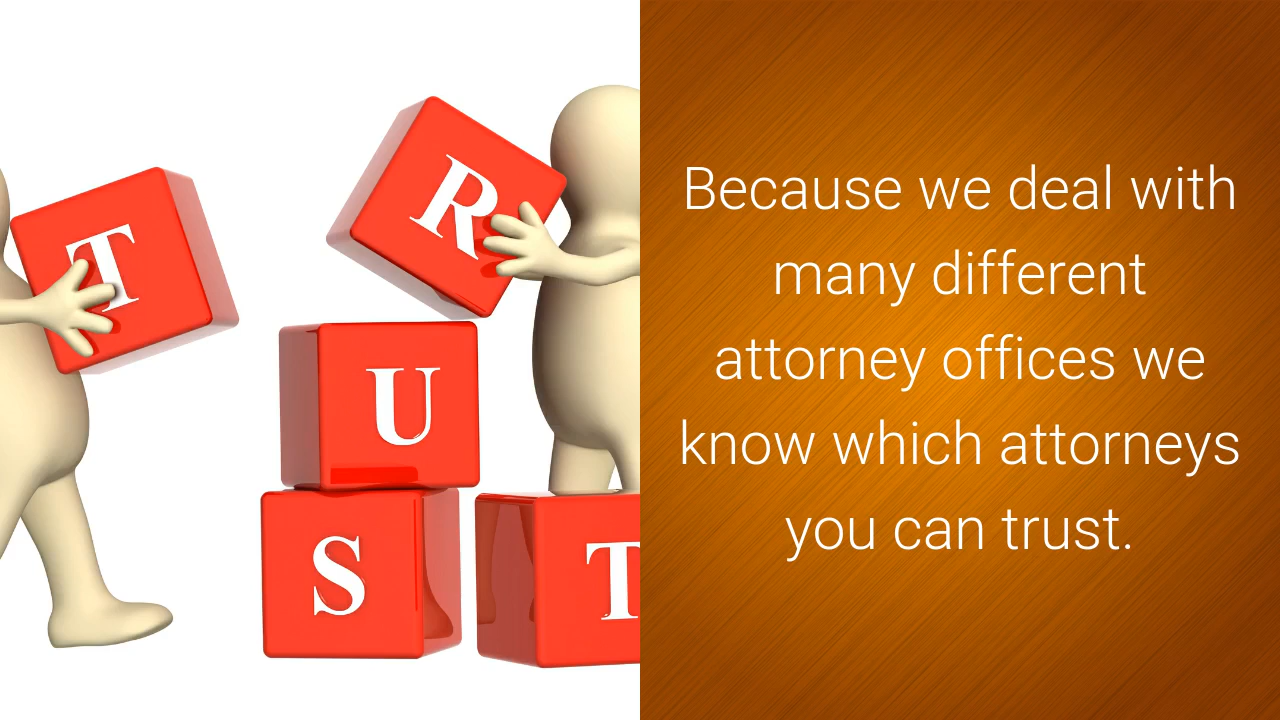 T
R
U
S
T
Because we deal with
many different
attorney offices we
know which attorneys
you can trust.